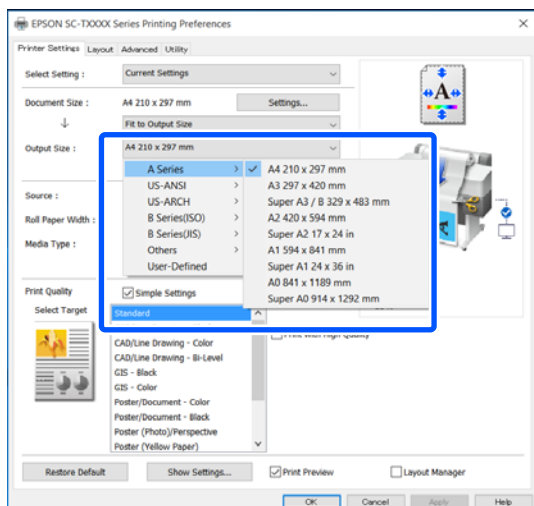 EPSON SC-TXXXX Series Printing Preferences
Printer Settings Layout Advanced Utility
Select Setting : Current Settings
Document Size : A4 210 x 297 mm Settings...
Fit to Output Size
Output Size : A4 210 x 297 mm
A Series
US-ANSI
US-ARCH
B Series(ISO)
B Series(JIS)
Others
User-Defined
A4 210 x 297 mm
A3 297 x 420 mm
Super A3 / B 329 x 483 mm
A2 420 x 594 mm
Super A2 17 x 24 in
A1 594 x 841 mm
Super A1 24 x 36 in
A0 841 x 1189 mm
Super A0 914 x 1292 mm
Source :
Roll Paper Width :
Media Type :
A
Print Quality Simple Settings
Select Target
Standard
CAD/Line Drawing - Color
CAD/Line Drawing - Bi-Level
GIS - Black
GIS - Color
Poster/Document - Color
Poster/Document - Black
Poster (Photo)/Perspective
Poster (Yellow Paper)
Restore Default Show Settings... Print Preview Layout Manager
OK Cancel Apply Help